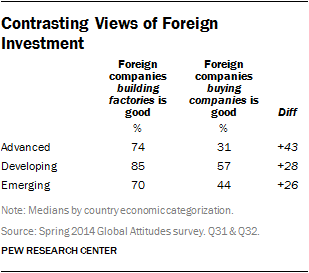 Contrasting Views of Foreign
Investment
Foreign companies building factories is good Foreign companies buying companies is good Diff
% %
Advanced 74 31 +43
Developing 85 57 +28
Emerging 70 44 +26
Note: Medians by country economic categorization.
Source: Spring 2014 Global Attitudes survey. Q31 & Q32.
PEW RESEARCH CENTER